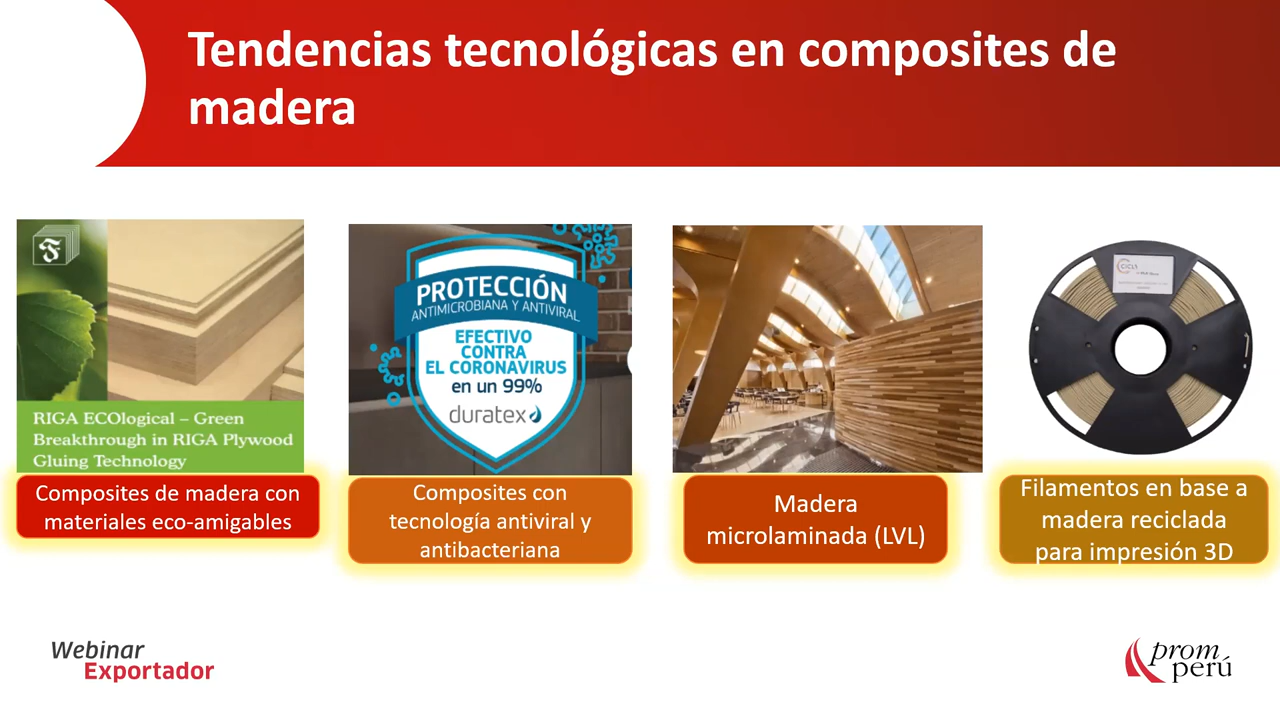 Tendencias tecnológicas en composites de
madera
RIGA ECOlogical – Green
Breakthrough in RIGA Plywood
Gluing Technology
Composites de madera con
materiales eco-amigables
PROTECCIÓN
ANTIMICROBIANA Y ANTIVIRAL
EFECTIVO
CONTRA
EL CORONAVIRUS
en un 99%
duratex
Composites con
tecnología antiviral y
antibacteriana
Madera
microlaminada (LVL)
Filamentos en base a
madera reciclada
para impresión 3D
Webinar
Exportador
prom
perú